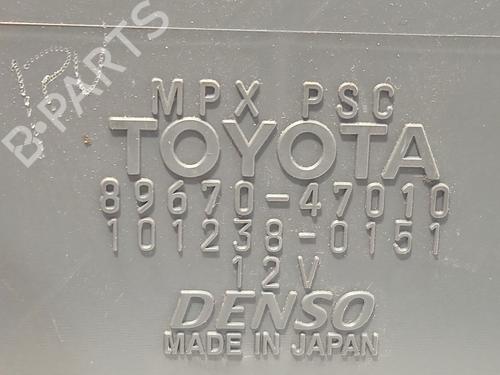 B-PARTS
MPX PSC
TOYOTA
89670-47010
101238-0151
12V
DENSO
MADE IN JAPAN